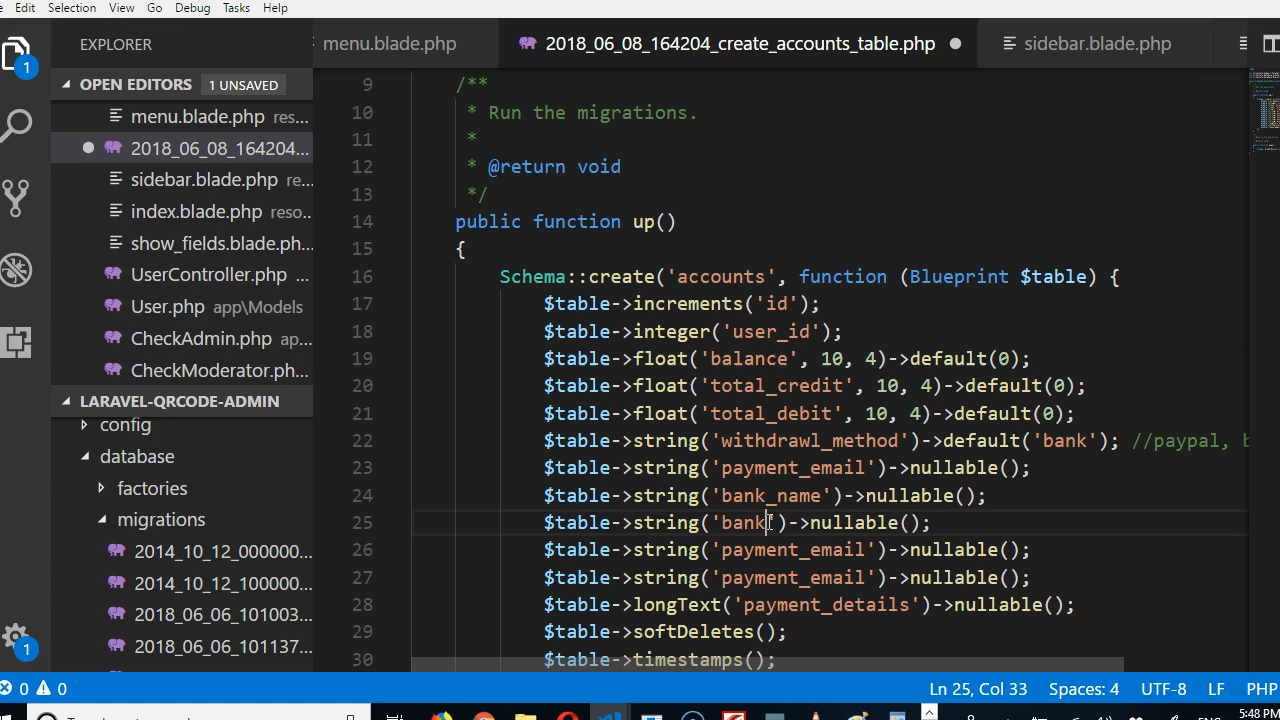 Edit Selection View Go Debug Tasks Help
EXPLORER
menu.blade.php
2018_06_08_164204_create_accounts_table.php
sidebar.blade.php
OPEN EDITORS 1 UNSAVED
menu.blade.php res...
2018_06_08_164204...
sidebar.blade.php re...
index.blade.php reso...
show_fields.blade.ph...
UserController.php ...
User.php app\Models
CheckAdmin.php ap...
CheckModerator.ph...
LARAVEL-QRCODE-ADMIN
config
database
factories
migrations
2014_10_12_000000...
2014_10_12_100000...
2018_06_06_101003...
2018_06_06_101137...
1
1
9 /**
10 * Run the migrations.
11 *
12 * @return void
13 */
14 public function up()
15 {
16 Schema::create('accounts', function (Blueprint $table) {
17 $table->increments('id');
18 $table->integer('user_id');
19 $table->float('balance', 10, 4)->default(0);
20 $table->float('total_credit', 10, 4)->default(0);
21 $table->float('total_debit', 10, 4)->default(0);
22 $table->string('withdrawl_method')->default('bank'); //paypal, b
23 $table->string('payment_email')->nullable();
24 $table->string('bank_name')->nullable();
25 $table->string('bank')->nullable();
26 $table->string('payment_email')->nullable();
27 $table->string('payment_email')->nullable();
28 $table->longText('payment_details')->nullable();
29 $table->softDeletes();
30 $table->timestamps();
0 0 Ln 25, Col 33 Spaces: 4 UTF-8 LF PHP
5:48 PM